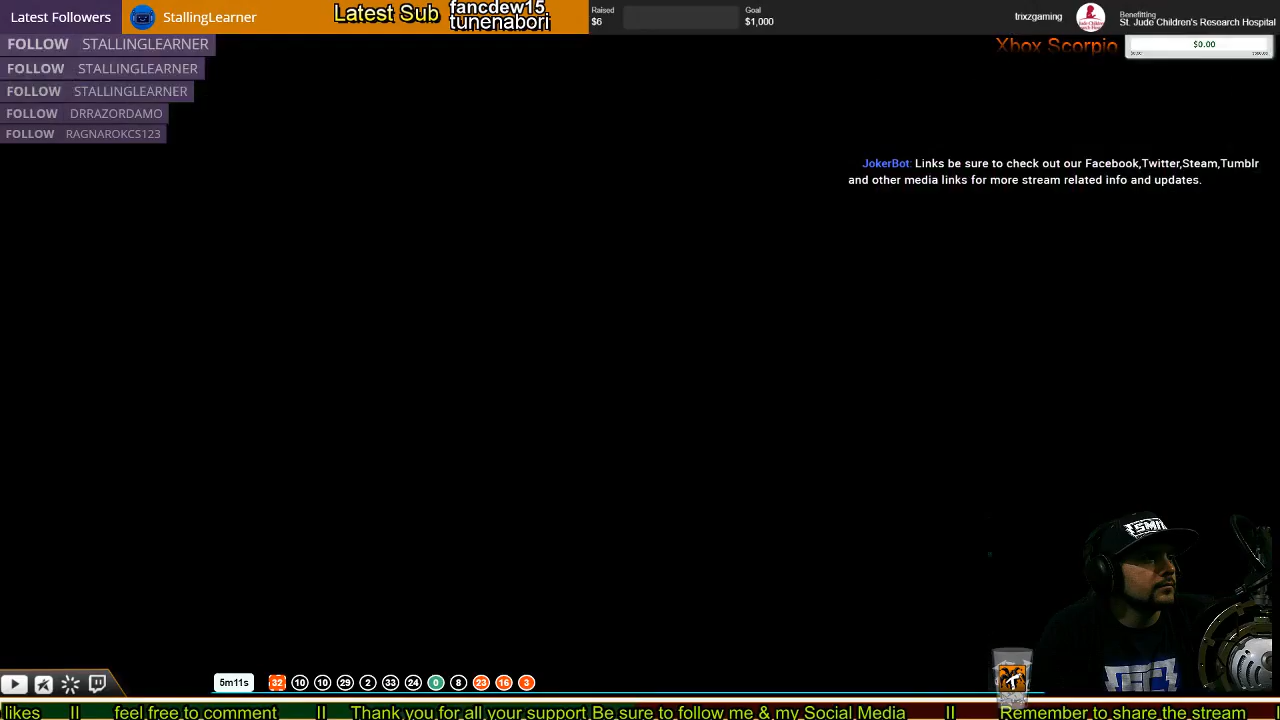 Latest Followers StallingLearner Latest Sub fancdew15
tunenabori
Raised Goal
$6 $1,000
trixzgaming Benefitting
St. Jude Children's Research Hospital
FOLLOW STALLINGLEARNER
Xbox Scorpio $0.00
FOLLOW STALLINGLEARNER
FOLLOW STALLINGLEARNER
FOLLOW DRRAZORDAMO
FOLLOW RAGNAROKCS123
JokerBot: Links be sure to check out our Facebook,Twitter,Steam,Tumblr
and other media links for more stream related info and updates.
5m11s 32 10 10 29 2 33 24 0 8 23 16 3
likes II feel free to comment II Thank you for all your support Be sure to follow me & my Social Media II Remember to share the stream